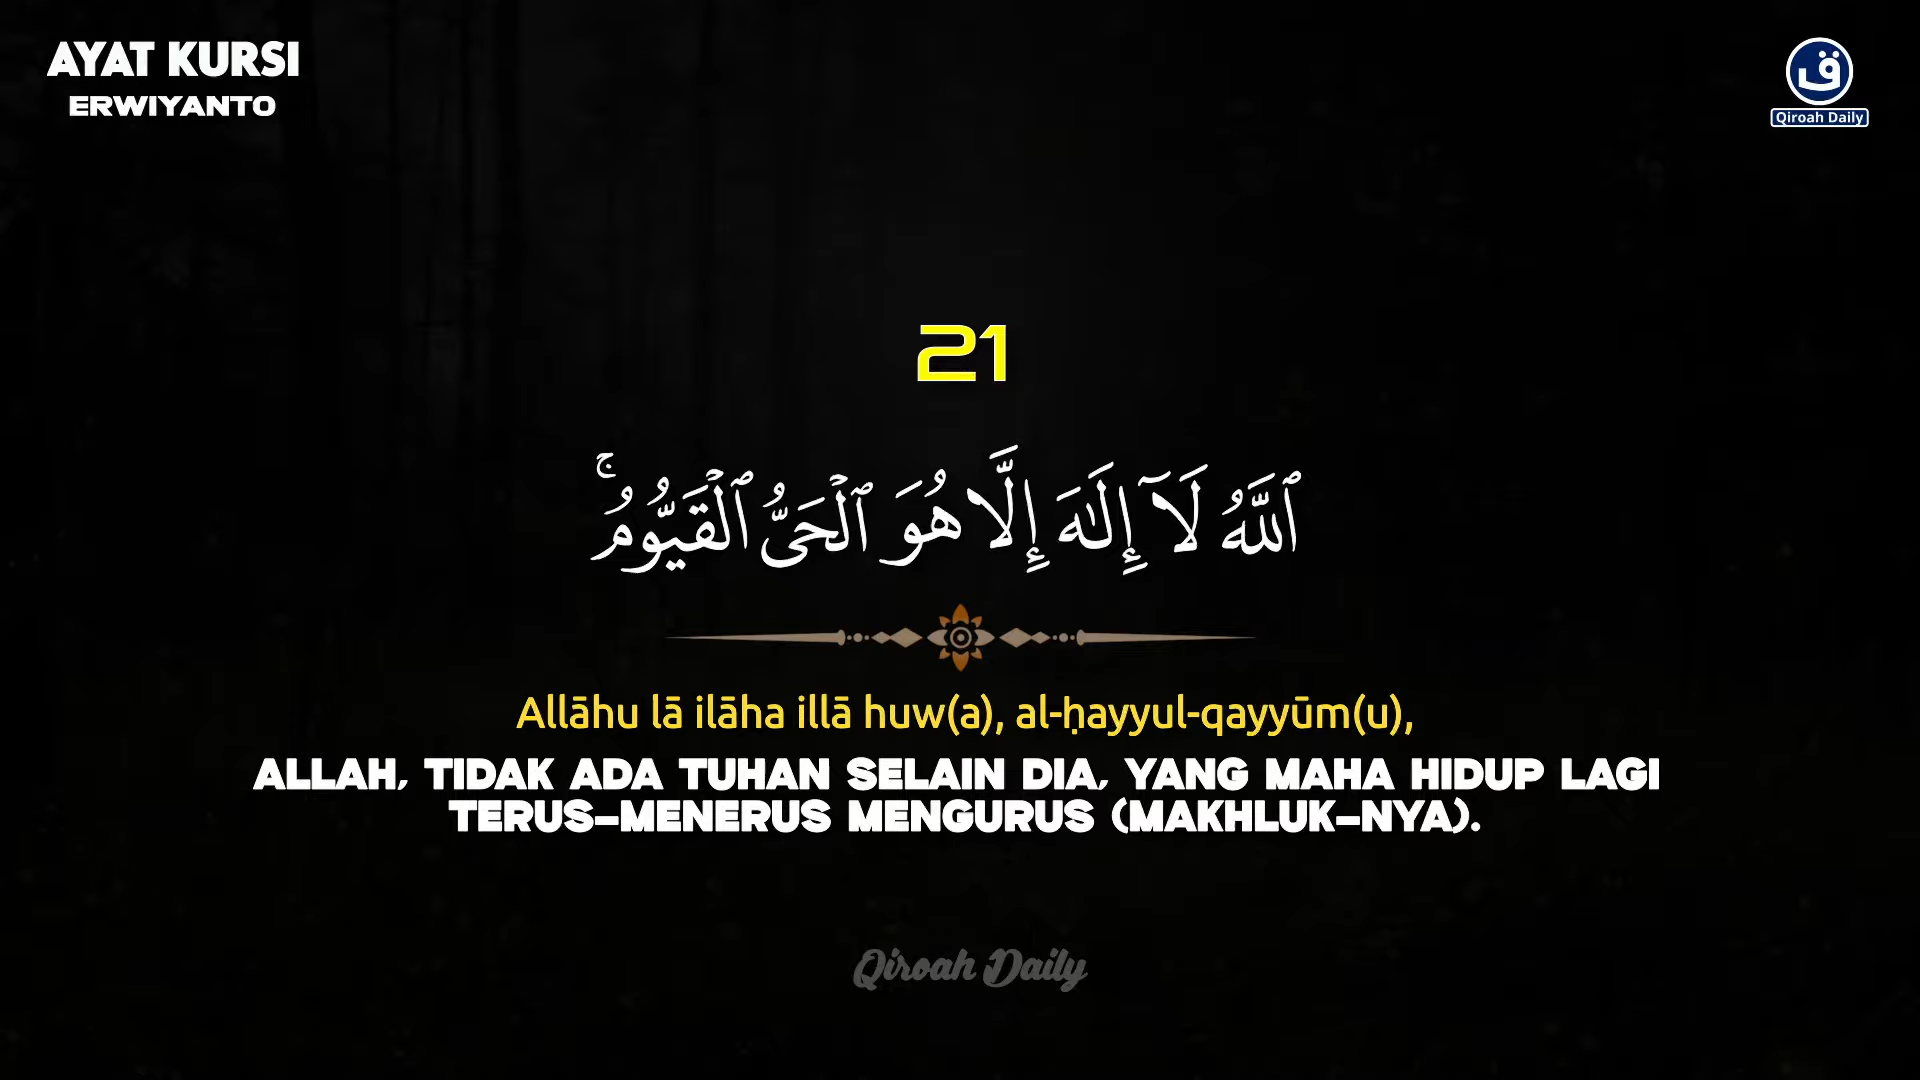 AYAT KURSI
ERWIYANTO
ق
Qiroah Daily
21
ٱللَّهُ لَآ إِلَٰهَ إِلَّا هُوَ ٱلْحَىُّ ٱلْقَيُّومُ ۚ
Allāhu lā ilāha illā huw(a), al-ḥayyul-qayyūm(u),
ALLAH, TIDAK ADA TUHAN SELAIN DIA, YANG MAHA HIDUP LAGI
TERUS-MENERUS MENGURUS (MAKHLUK-NYA).
Qiroah Daily